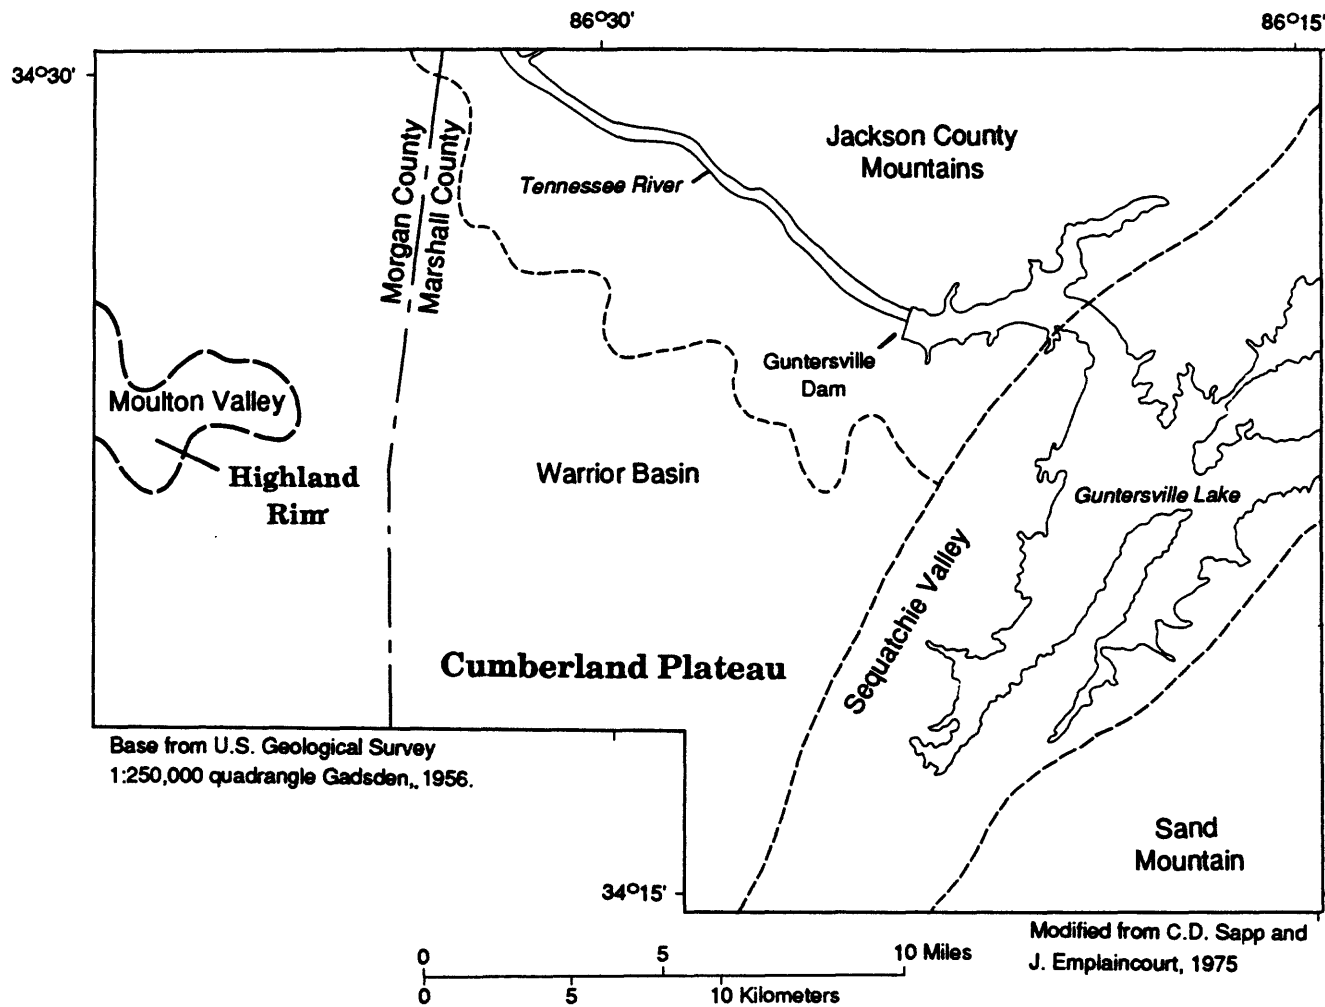 86°30'
86°15'
34°30'
Jackson County
Mountains
Tennessee River
Morgan County
Marshall County
Guntersville
Dam
Moulton Valley
Highland
Rim
Warrior Basin
Guntersville Lake
Sequatchie Valley
Cumberland Plateau
Base from U.S. Geological Survey
1:250,000 quadrangle Gadsden,. 1956.
Sand
Mountain
34°15'
Modified from C.D. Sapp and
J. Emplaincourt, 1975
0 5 10 Miles
0 5 10 Kilometers